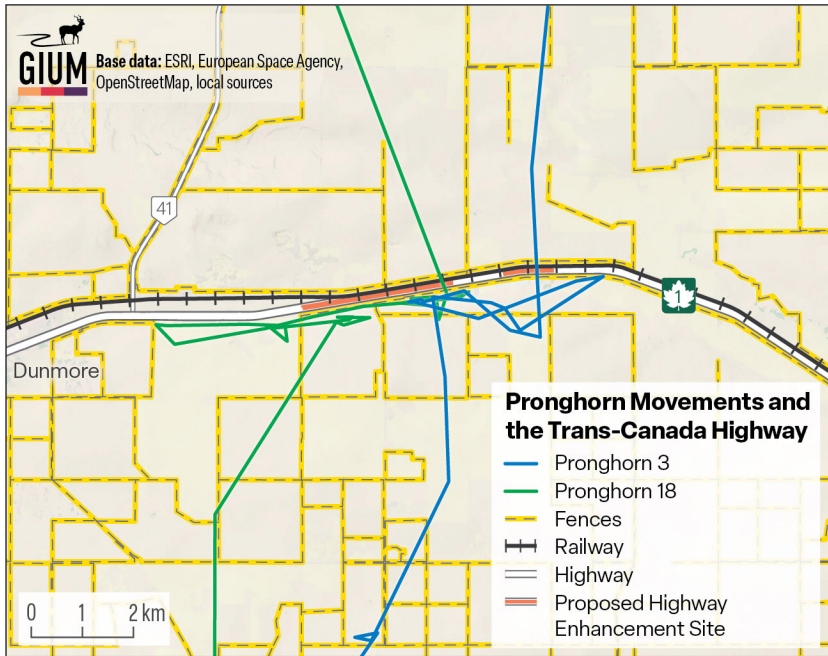 GIUM
Base data: ESRI, European Space Agency,
OpenStreetMap, local sources
41
1
Dunmore
Pronghorn Movements and
the Trans-Canada Highway
Pronghorn 3
Pronghorn 18
Fences
Railway
Highway
Proposed Highway
Enhancement Site
0 1 2 km